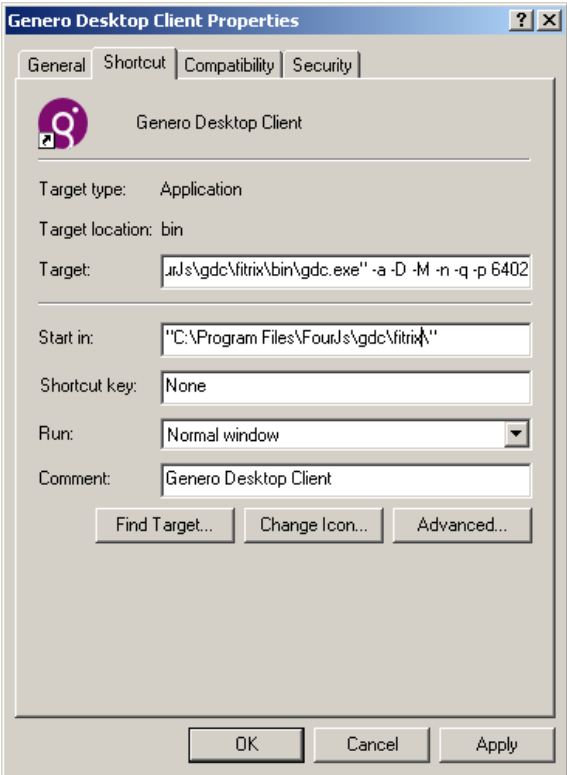 Genero Desktop Client Properties
General Shortcut Compatibility Security
Genero Desktop Client
Target type: Application
Target location: bin
Target: urJs\gdc\fitrix\bin\gdc.exe" -a -D -M -n -q -p 6402
Start in: "C:\Program Files\FourJs\gdc\fitrix\"
Shortcut key: None
Run: Normal window
Comment: Genero Desktop Client
Find Target... Change Icon... Advanced...
OK Cancel Apply